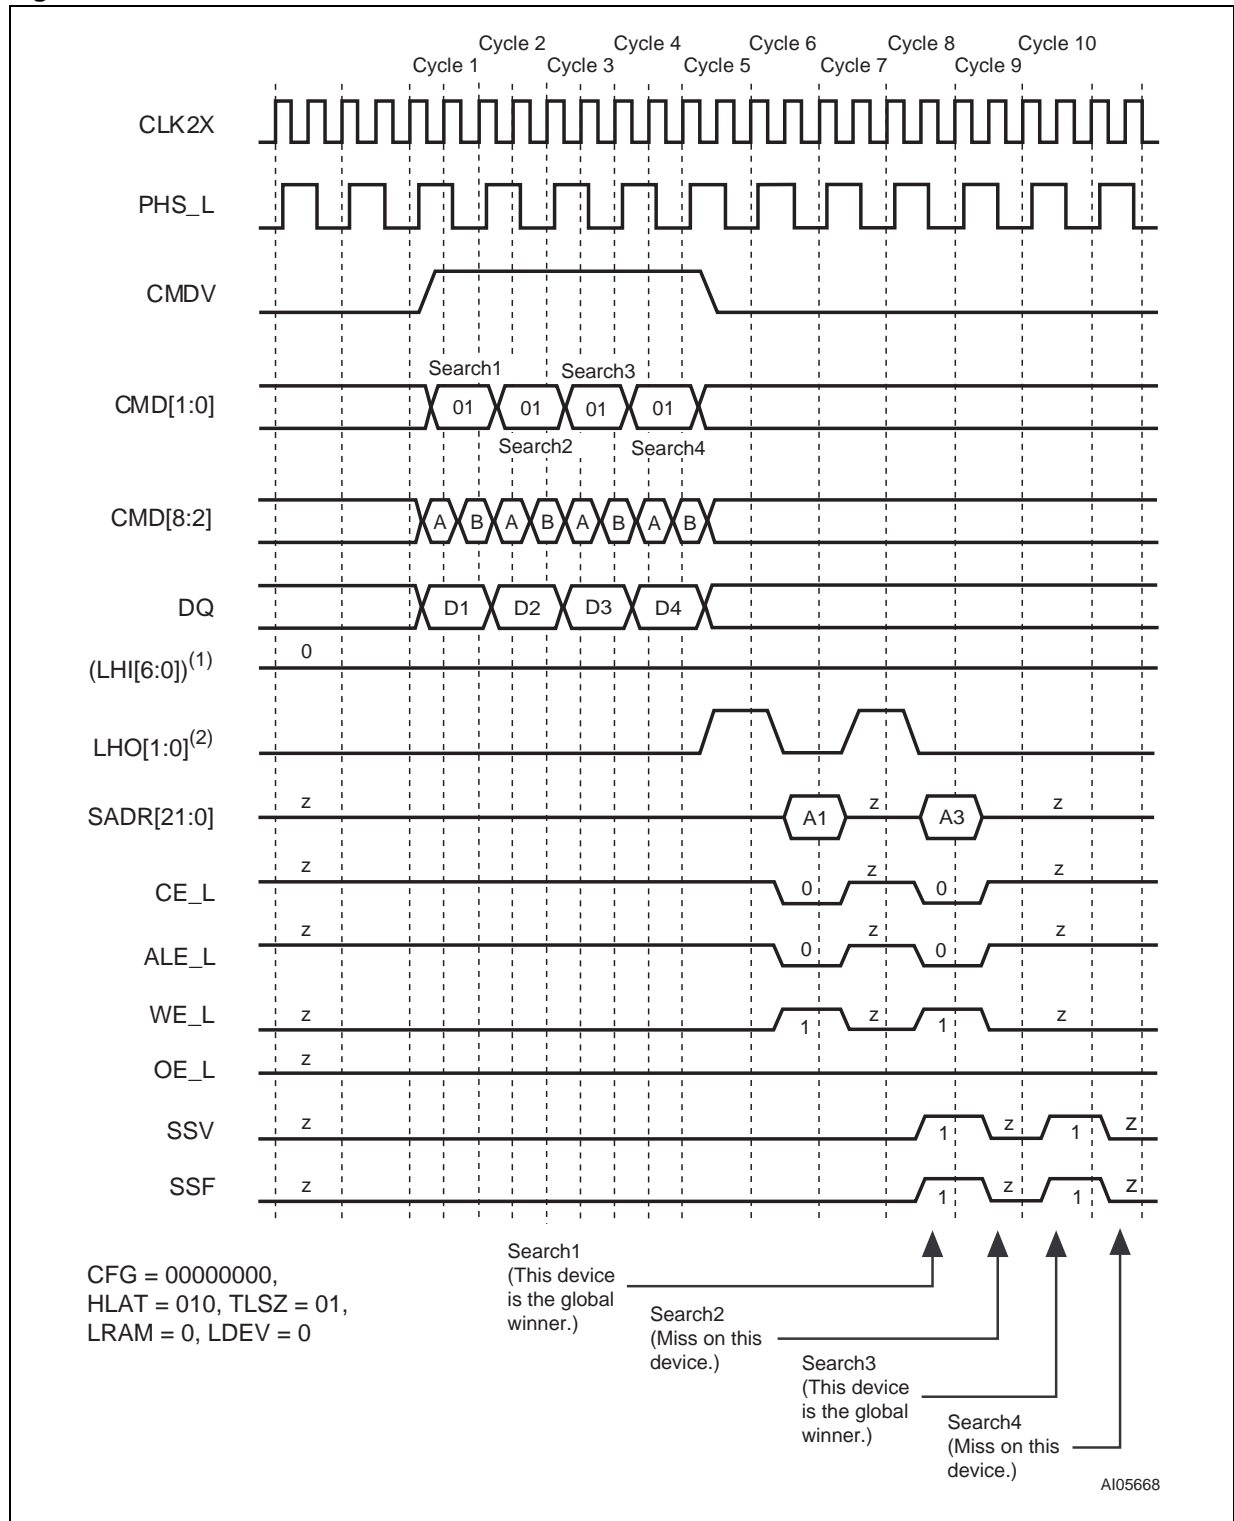 Cycle 2 Cycle 4 Cycle 6 Cycle 8 Cycle 10
Cycle 1 Cycle 3 Cycle 5 Cycle 7 Cycle 9
CLK2X
PHS_L
CMDV
Search1 Search3
CMD[1:0] 01 01 01 01
Search2 Search4
CMD[8:2] A B A B A B A B
DQ D1 D2 D3 D4
(LHI[6:0])(1) 0
LHO[1:0](2)
SADR[21:0] z A1 z A3 z
CE_L z 0 z 0 z
ALE_L z 0 z 0 z
WE_L z 1 z 1 z
OE_L z
SSV z 1 z 1 z
SSF z 1 z 1 z
CFG = 00000000,
HLAT = 010, TLSZ = 01,
LRAM = 0, LDEV = 0
Search1
(This device
is the global
winner.)
Search2
(Miss on this
device.)
Search3
(This device
is the global
winner.)
Search4
(Miss on this
device.)
AI05668